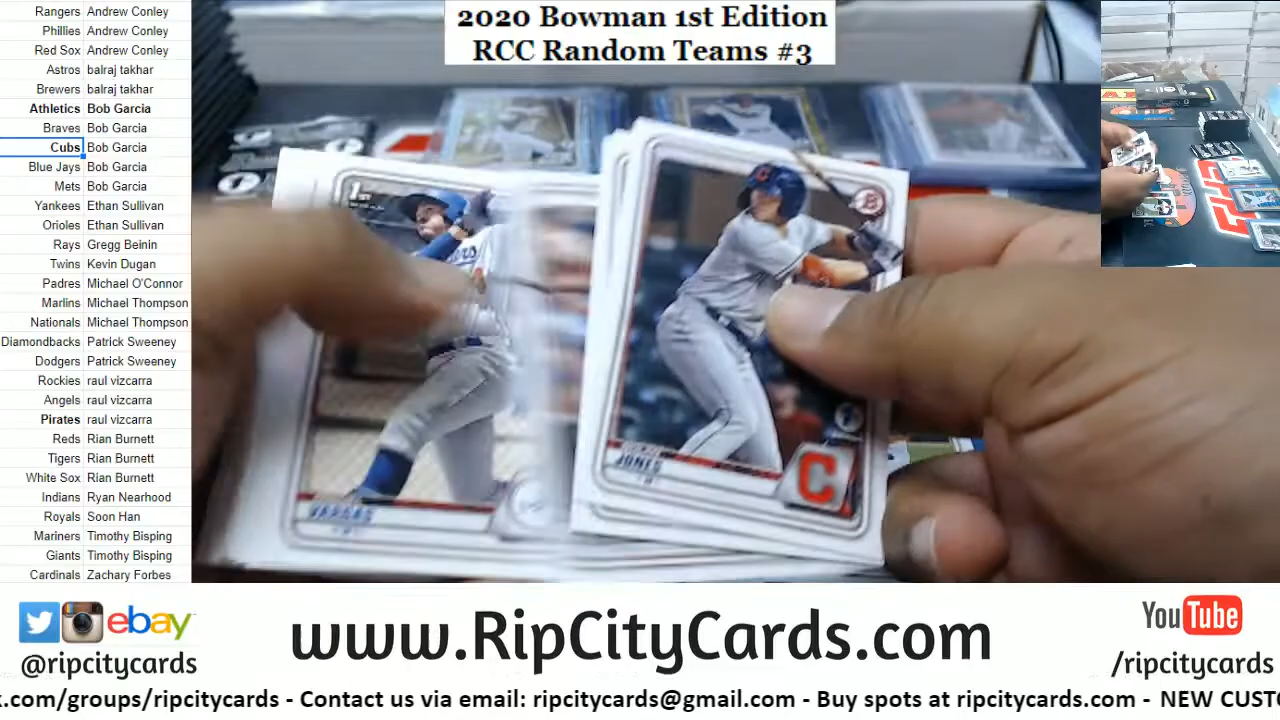 2020 Bowman 1st Edition
RCC Random Teams #3
Rangers Andrew Conley
Phillies Andrew Conley
Red Sox Andrew Conley
Astros balraj takhar
Brewers balraj takhar
Athletics Bob Garcia
Braves Bob Garcia
Cubs Bob Garcia
Blue Jays Bob Garcia
Mets Bob Garcia
Yankees Ethan Sullivan
Orioles Ethan Sullivan
Rays Gregg Beinin
Twins Kevin Dugan
Padres Michael O'Connor
Marlins Michael Thompson
Nationals Michael Thompson
Diamondbacks Patrick Sweeney
Dodgers Patrick Sweeney
Rockies raul vizcarra
Angels raul vizcarra
Pirates raul vizcarra
Reds Rian Burnett
Tigers Rian Burnett
White Sox Rian Burnett
Indians Ryan Nearhood
Royals Soon Han
Mariners Timothy Bisping
Giants Timothy Bisping
Cardinals Zachary Forbes
1st
VARGAS
C
JONES
C
ebay
@ripcitycards
www.RipCityCards.com
YouTube
/ripcitycards
k.com/groups/ripcitycards - Contact us via email: ripcitycards@gmail.com - Buy spots at ripcitycards.com - NEW CUSTO